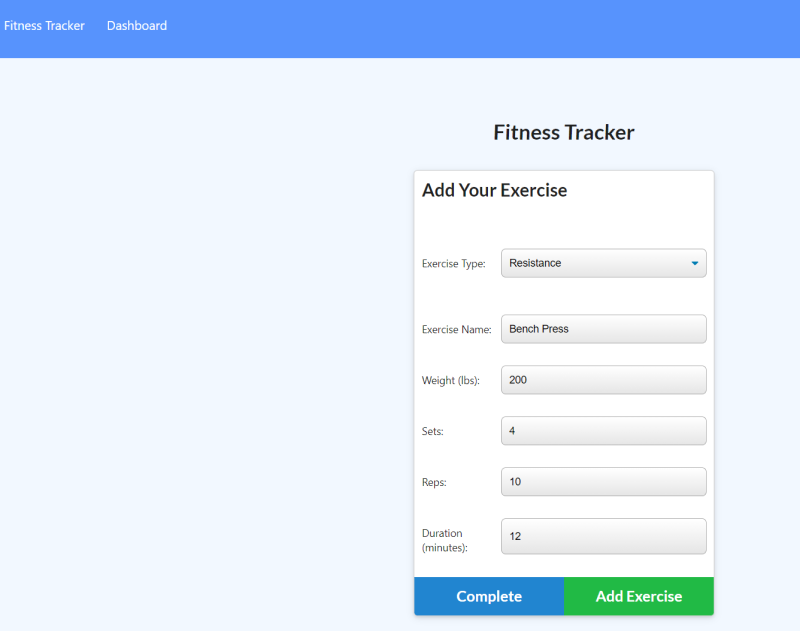 Fitness Tracker Dashboard
Fitness Tracker
Add Your Exercise
Exercise Type: Resistance
Exercise Name: Bench Press
Weight (lbs): 200
Sets: 4
Reps: 10
Duration
(minutes): 12
Complete Add Exercise